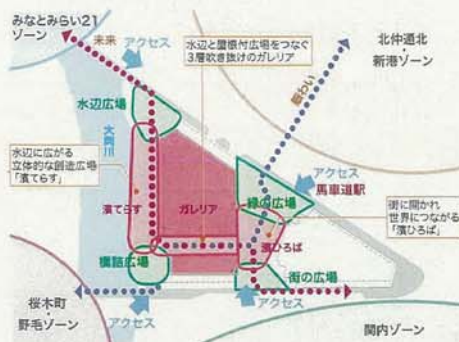 みなとみらい21
ゾーン
未来
アクセス
水辺と屋根付広場をつなぐ
3層吹き抜けのガレリア
北仲通北
・
新港ゾーン
賑わい
水辺広場
大岡川
水辺に広がる
立体的な創造広場
「濱てらす」
濱てらす
ガレリア
アクセス
馬車道駅
緑の広場
濱ひろば
街に開かれ
世界につながる
「濱ひろば」
橋詰広場
街の広場
桜木町
・
野毛ゾーン
アクセス
アクセス
関内ゾーン